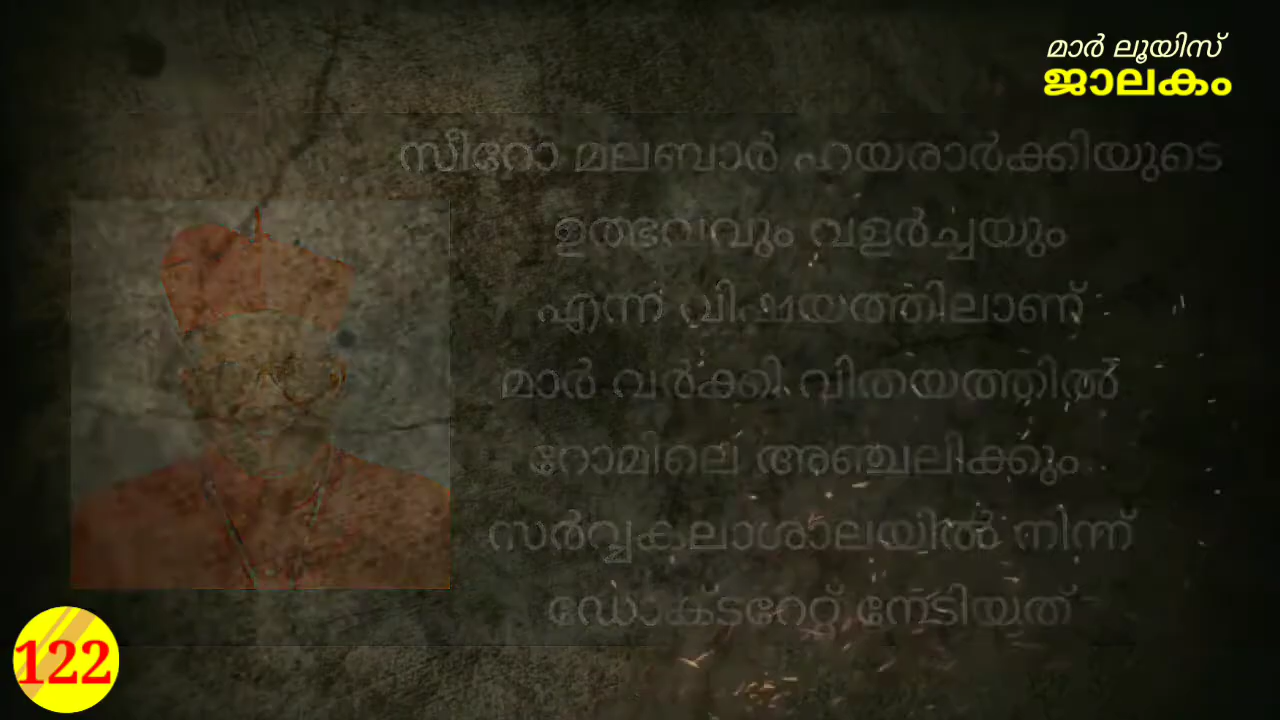 മാർ ലൂയിസ്
ജാലകം
സീറോ മലബാർ ഹയരാർക്കിയുടെ
ഉത്ഭവവും വളർച്ചയും
എന്ന വിഷയത്തിലാണ്
മാർ വർക്കി വിതയത്തിൽ
റോമിലെ അഞ്ചലിക്കും
സർവ്വകലാശാലയിൽ നിന്ന്
ഡോക്ടറേറ്റ് നേടിയത്
122